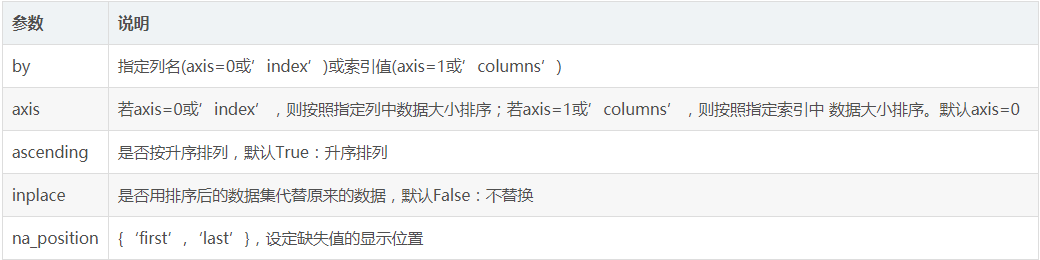 参数 说明
by 指定列名(axis=0或’index’)或索引值(axis=1或’columns’)
axis 若axis=0或’index’，则按照指定列中数据大小排序；若axis=1或’columns’，则按照指定索引中 数据大小排序。默认axis=0
ascending 是否按升序排列，默认True：升序排列
inplace 是否用排序后的数据集代替原来的数据，默认False：不替换
na_position {‘first’,‘last’}，设定缺失值的显示位置